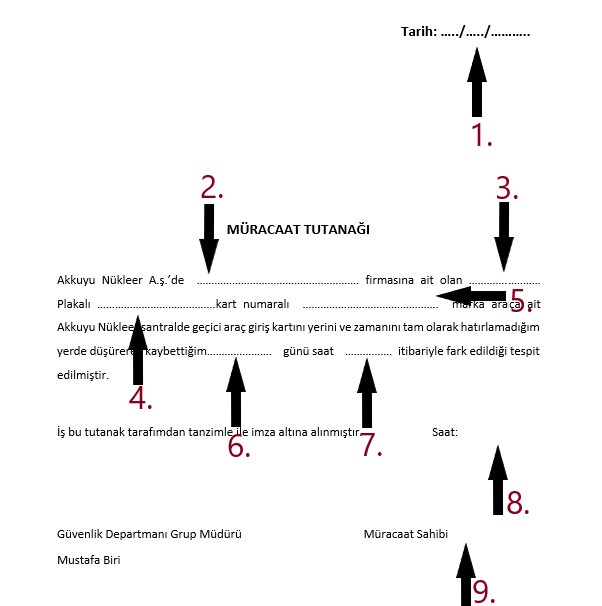 Tarih: ...../...../...........
1.
2.
3.
MÜRACAAT TUTANAĞI
Akkuyu Nükleer A.ş.’de ........................................................ firmasına ait olan .........................
5.
Plakalı .........................................kart numaralı ............................................... marka araca ait
Akkuyu Nükleer santralde geçici araç giriş kartını yerini ve zamanını tam olarak hatırlamadığım
yerde düşürerek kaybettiğim...................... günü saat ................ itibariyle fark edildiği tespit
edilmiştir.
4.
İş bu tutanak tarafımdan tanzimle ile imza altına alınmıştır. Saat:
6.
7.
8.
Güvenlik Departmanı Grup Müdürü Müracaat Sahibi
Mustafa Biri
9.